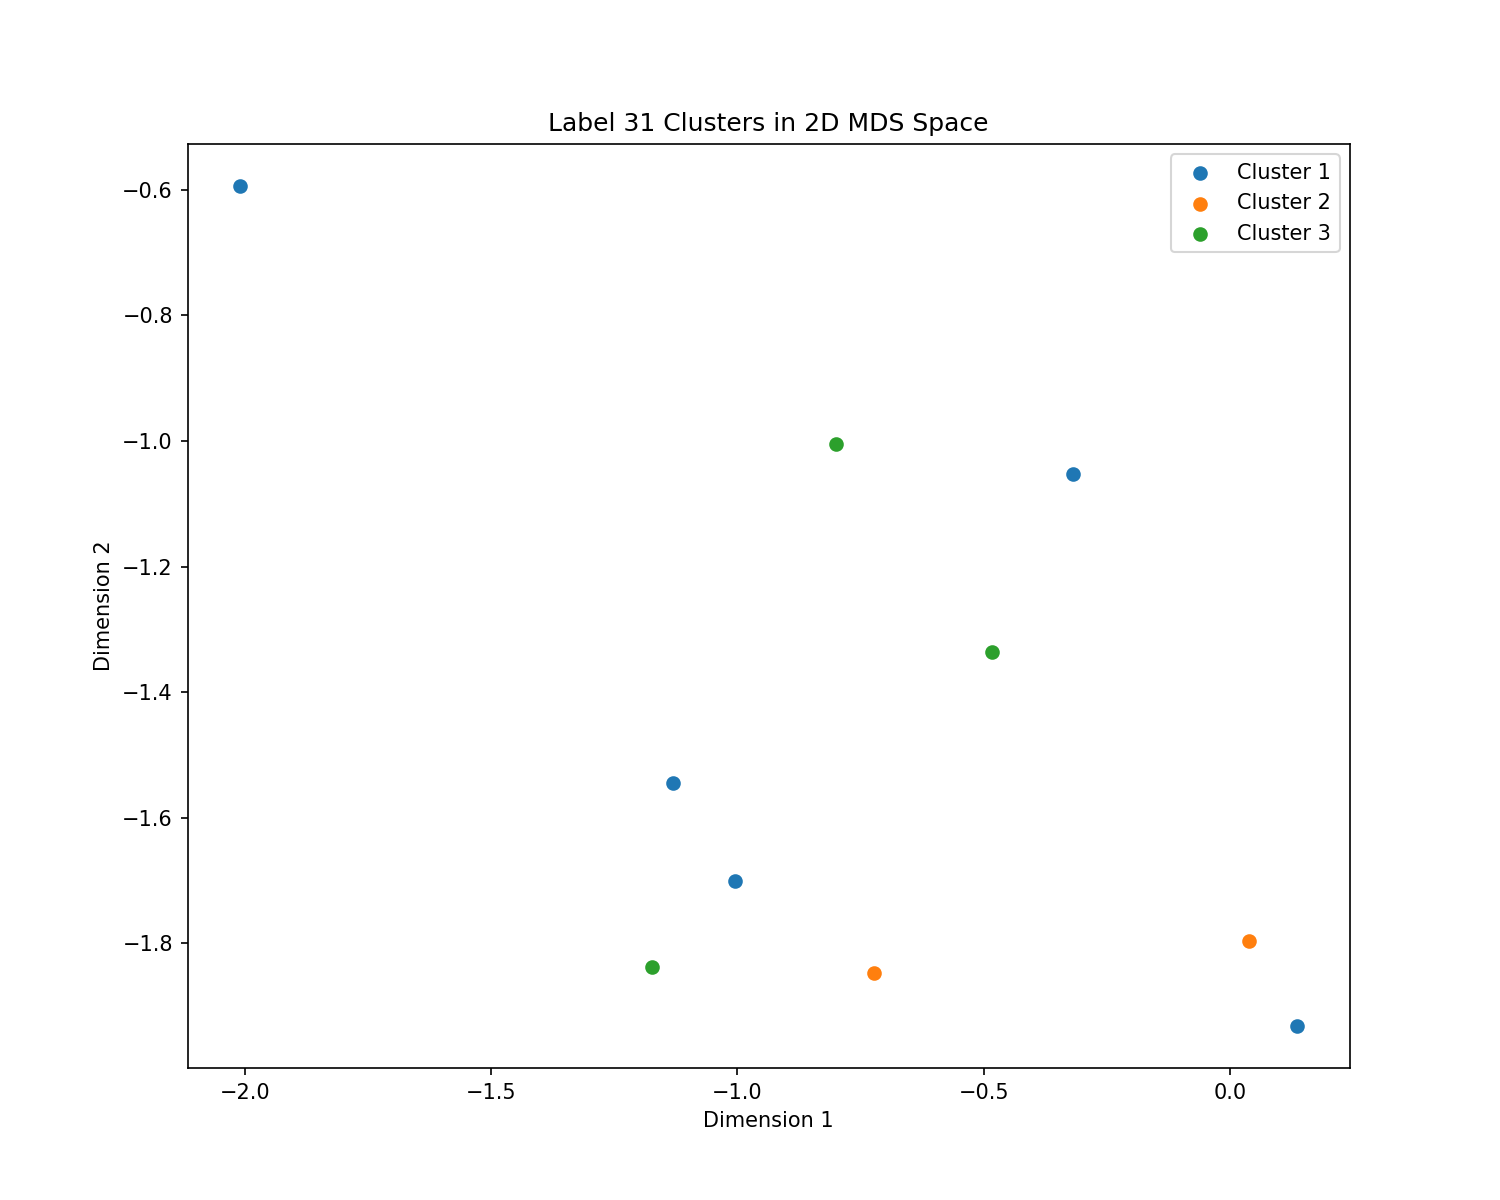 Label 31 Clusters in 2D MDS Space
Cluster 1
Cluster 2
Cluster 3
−0.6
−0.8
−1.0
−1.2
−1.4
−1.6
−1.8
Dimension 2
−2.0
−1.5
−1.0
−0.5
0.0
Dimension 1